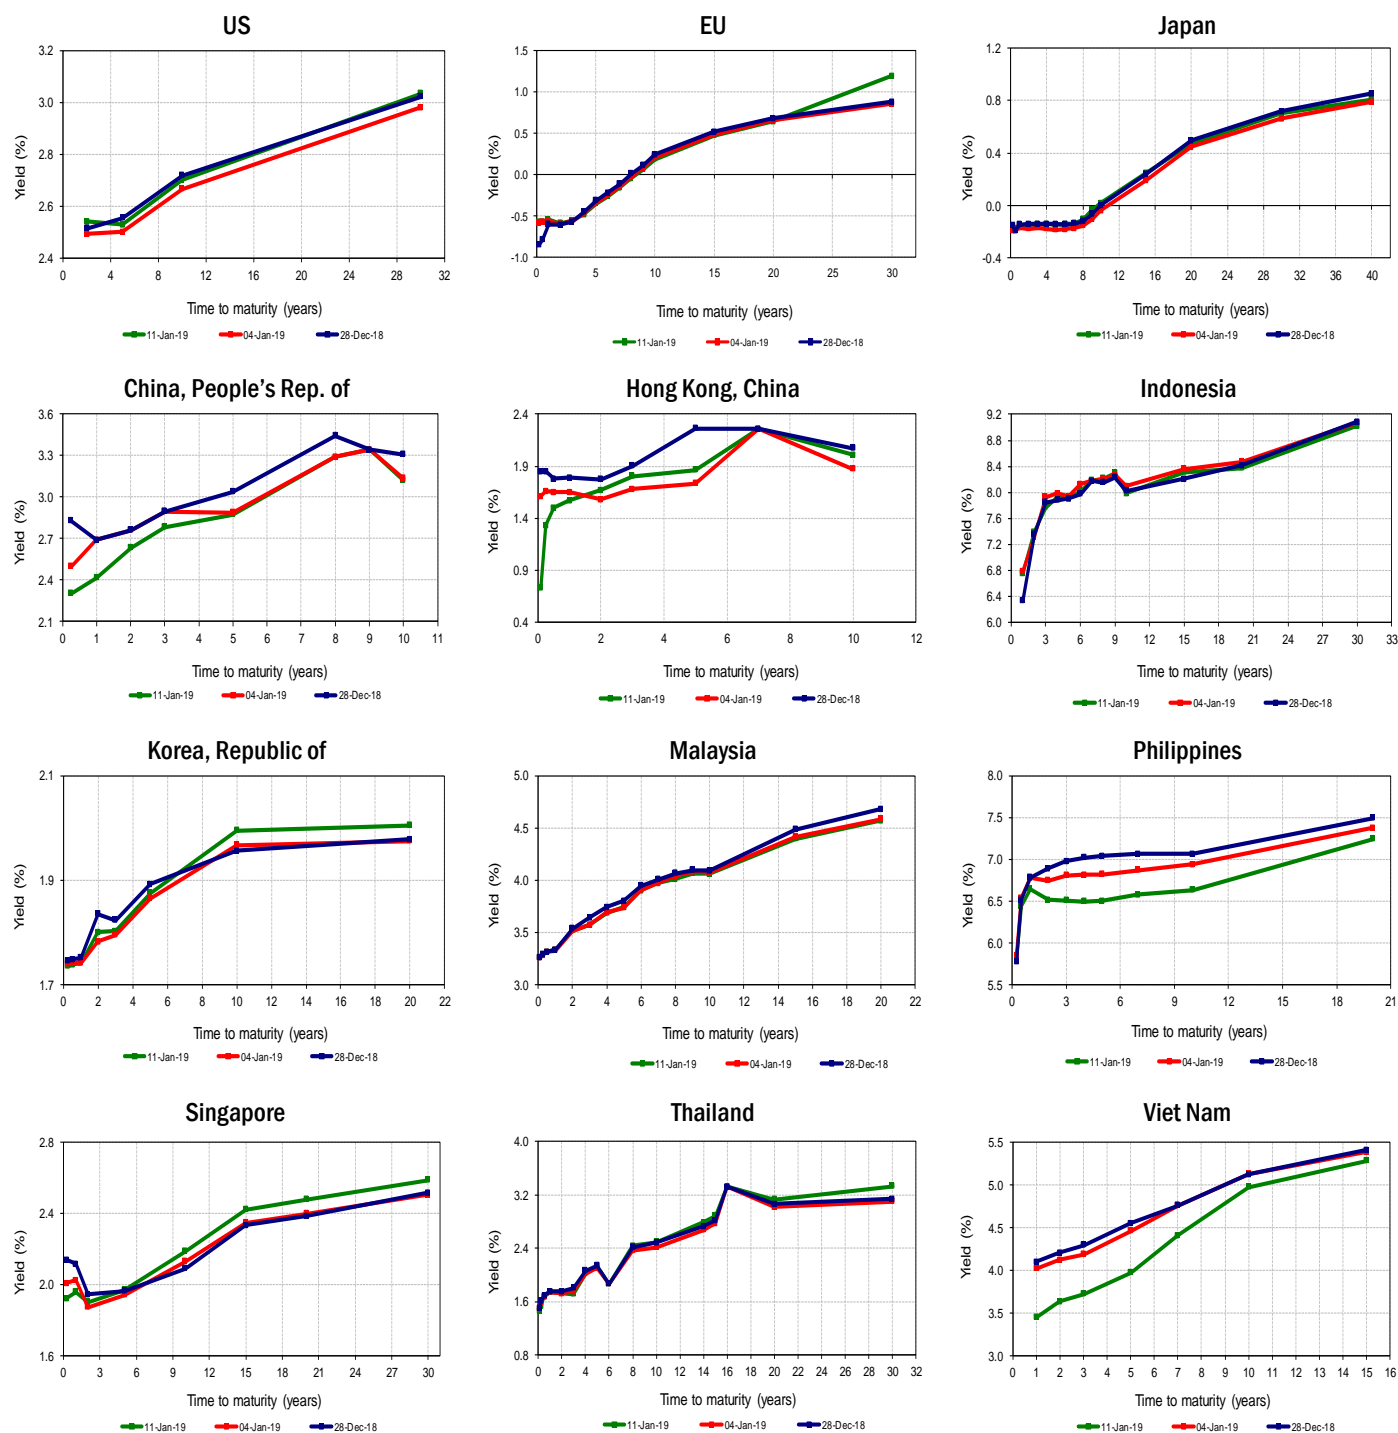 US
EU
Japan
Yield (%)
3.2
3.0
2.8
2.6
2.4
0 4 8 12 16 20 24 28 32
Time to maturity (years)
11-Jan-19 04-Jan-19 28-Dec-18
Yield (%)
1.5
1.0
0.5
0.0
-0.5
-1.0
0 5 10 15 20 25 30
Time to maturity (years)
11-Jan-19 04-Jan-19 28-Dec-18
Yield (%)
1.2
0.8
0.4
0.0
-0.4
0 4 8 12 16 20 24 28 32 36 40
Time to maturity (years)
11-Jan-19 04-Jan-19 28-Dec-18
China, People's Rep. of
Hong Kong, China
Indonesia
Yield (%)
3.6
3.3
3.0
2.7
2.4
2.1
0 1 2 3 4 5 6 7 8 9 10 11
Time to maturity (years)
11-Jan-19 04-Jan-19 28-Dec-18
Yield (%)
2.4
1.9
1.4
0.9
0.4
0 2 4 6 8 10 12
Time to maturity (years)
11-Jan-19 04-Jan-19 28-Dec-18
Yield (%)
9.2
8.8
8.4
8.0
7.6
7.2
6.8
6.4
6.0
0 3 6 9 12 15 18 21 24 27 30 33
Time to maturity (years)
11-Jan-19 04-Jan-19 28-Dec-18
Korea, Republic of
Malaysia
Philippines
Yield (%)
2.1
1.9
1.7
0 2 4 6 8 10 12 14 16 18 20 22
Time to maturity (years)
11-Jan-19 04-Jan-19 28-Dec-18
Yield (%)
5.0
4.5
4.0
3.5
3.0
0 2 4 6 8 10 12 14 16 18 20 22
Time to maturity (years)
11-Jan-19 04-Jan-19 28-Dec-18
Yield (%)
8.0
7.5
7.0
6.5
6.0
5.5
0 3 6 9 12 15 18 21
Time to maturity (years)
11-Jan-19 04-Jan-19 28-Dec-18
Singapore
Thailand
Viet Nam
Yield (%)
2.8
2.4
2.0
1.6
0 3 6 9 12 15 18 21 24 27 30
Time to maturity (years)
11-Jan-19 04-Jan-19 28-Dec-18
Yield (%)
4.0
3.2
2.4
1.6
0.8
0 2 4 6 8 10 12 14 16 18 20 22 24 26 28 30 32
Time to maturity (years)
11-Jan-19 04-Jan-19 28-Dec-18
Yield (%)
5.5
5.0
4.5
4.0
3.5
3.0
0 1 2 3 4 5 6 7 8 9 10 11 12 13 14 15 16
Time to maturity (years)
11-Jan-19 04-Jan-19 28-Dec-18